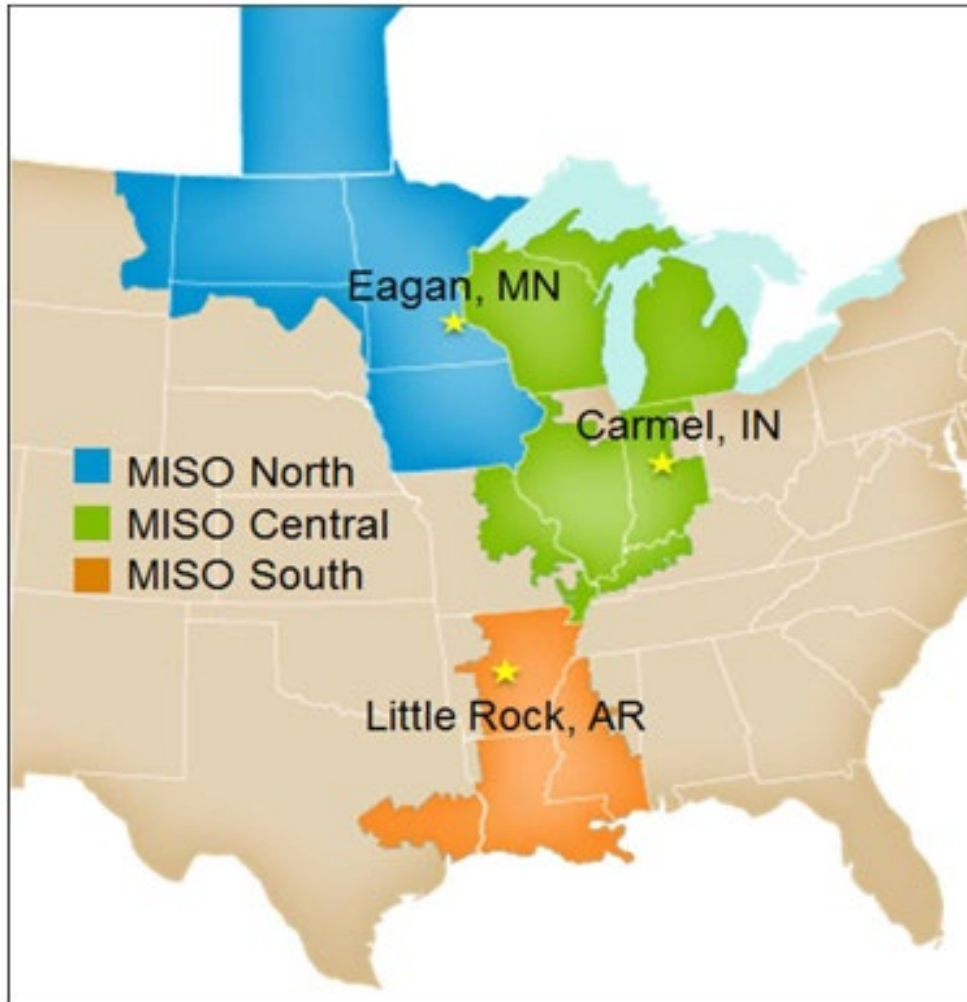 Eagan, MN
Carmel, IN
MISO North
MISO Central
MISO South
Little Rock, AR